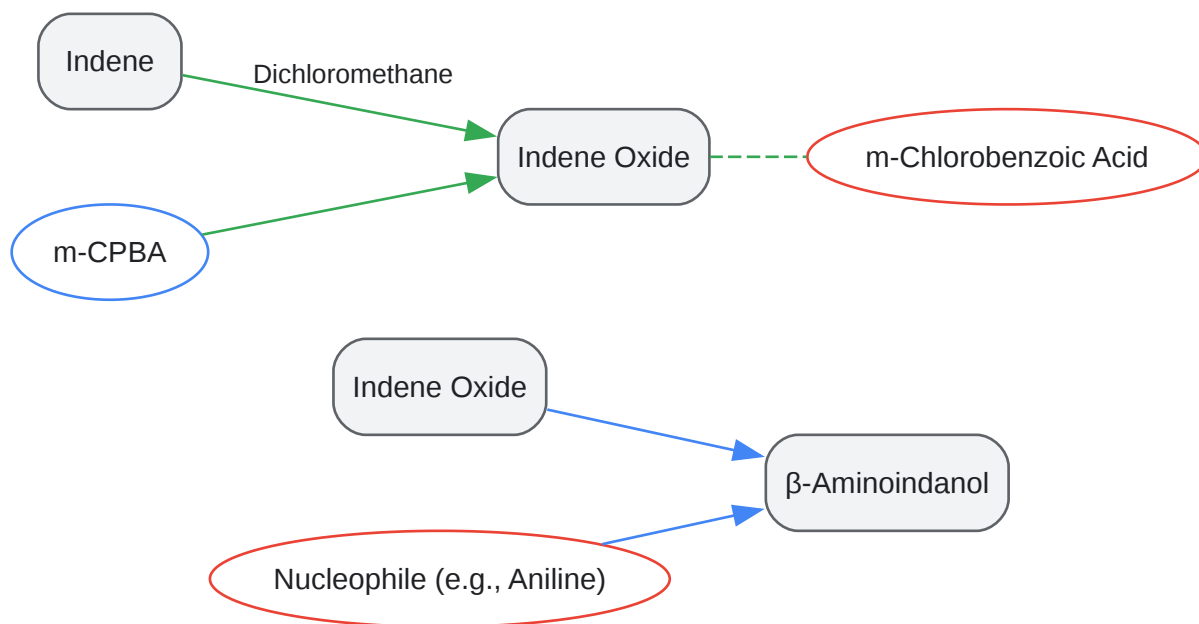 Indene
Dichloromethane
Indene Oxide
m-Chlorobenzoic Acid
m-CPBA
Indene Oxide
β-Aminoindanol
Nucleophile (e.g., Aniline)